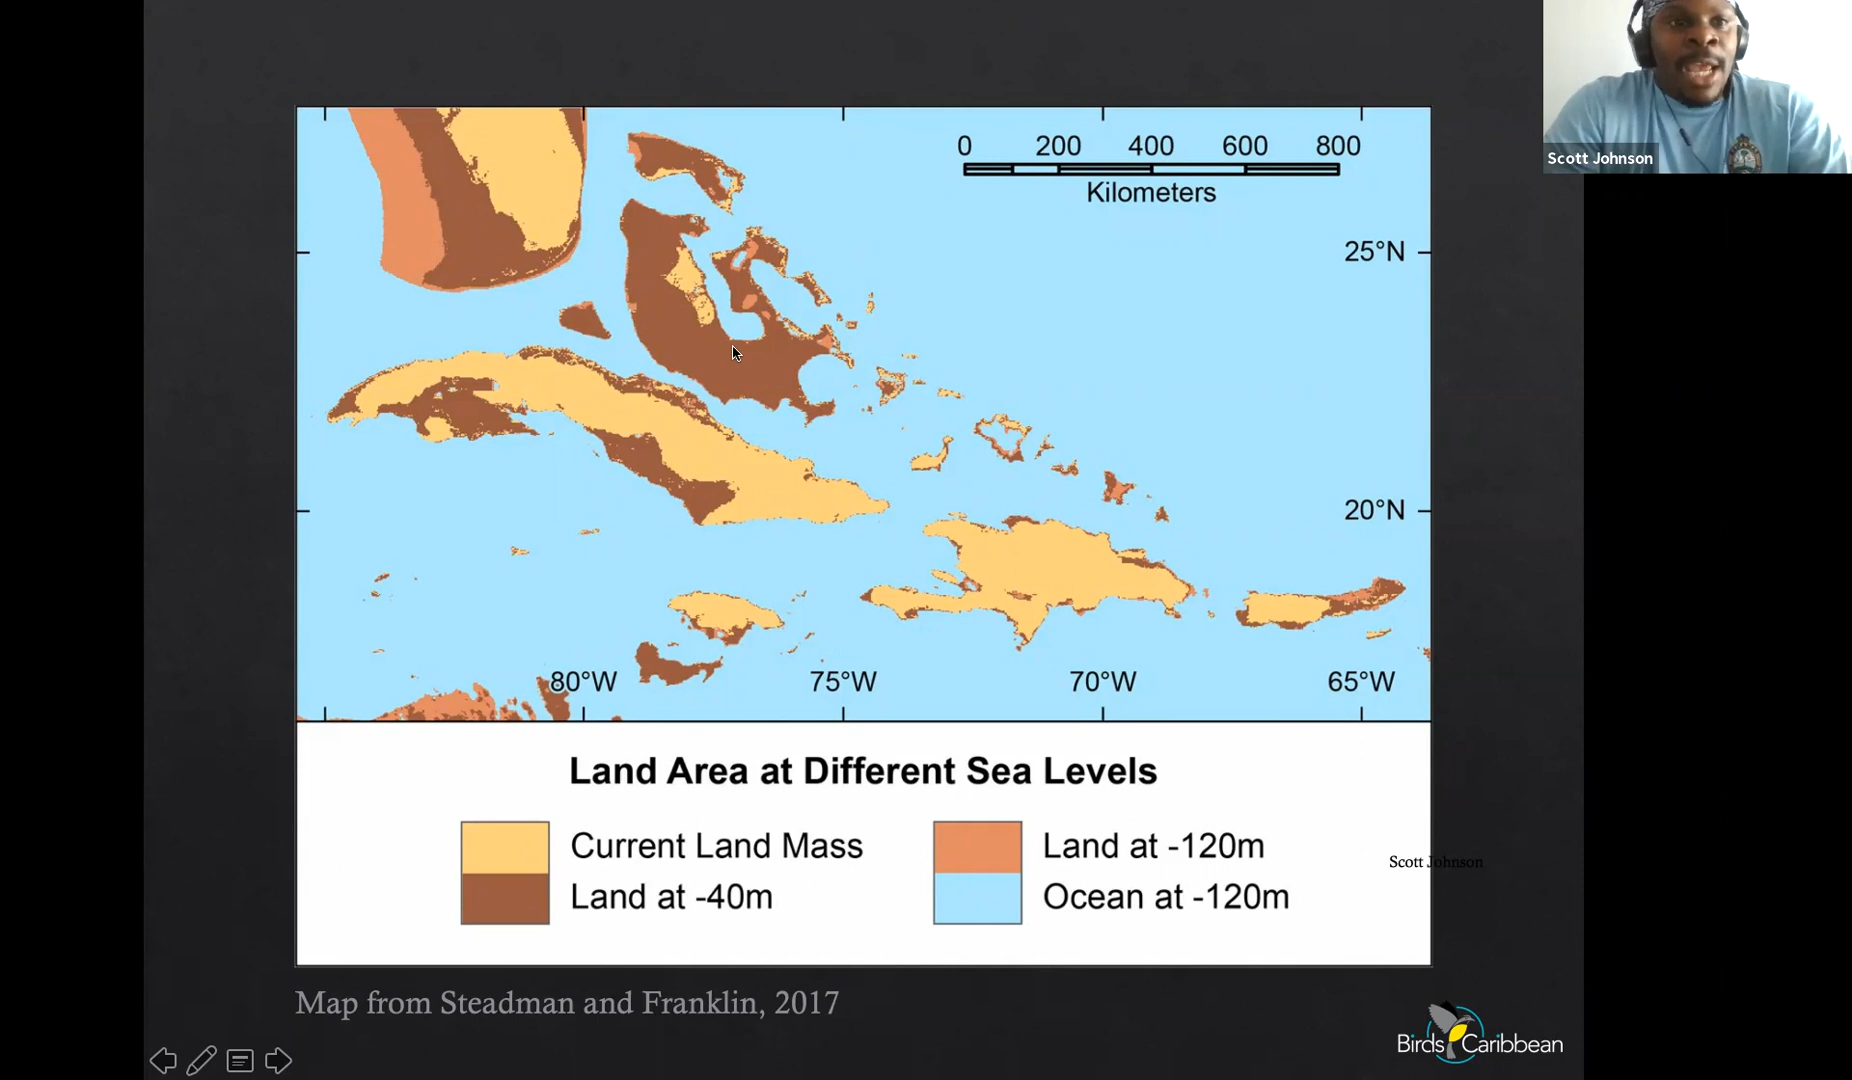 Scott Johnson
0 200 400 600 800
Kilometers
25°N
20°N
80°W 75°W 70°W 65°W
Land Area at Different Sea Levels
Current Land Mass
Land at -40m
Land at -120m
Ocean at -120m
Scott Johnson
Map from Steadman and Franklin, 2017
BirdsCaribbean